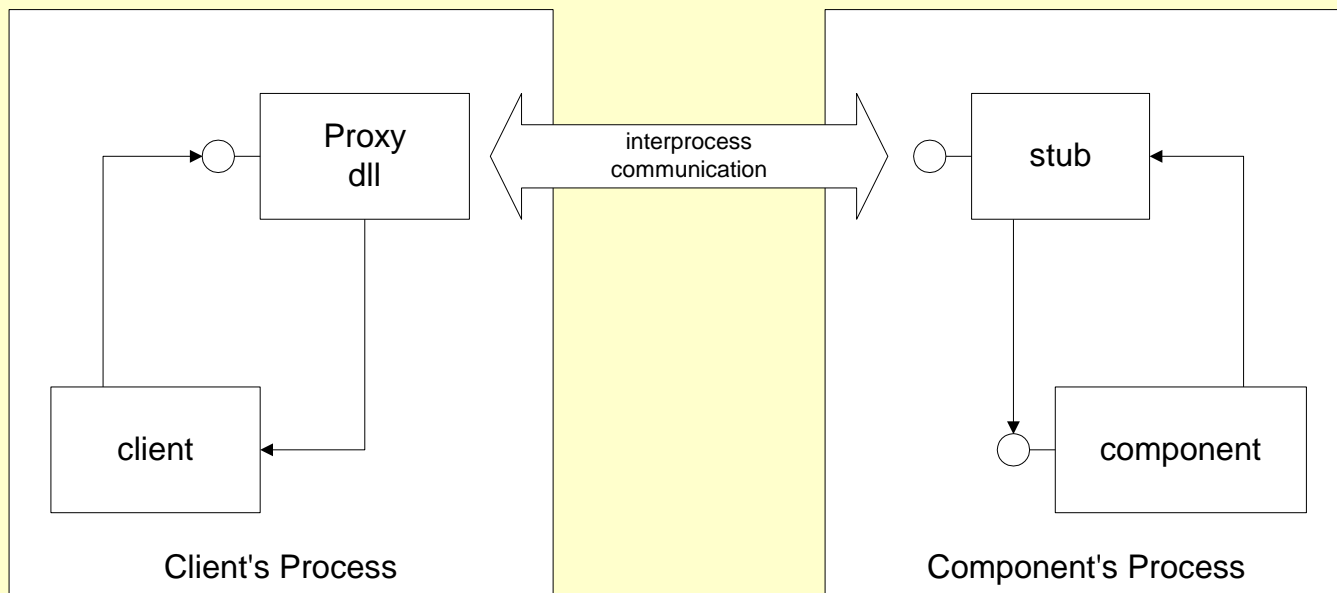 Proxy
dll
interprocess
communication
stub
client
component
Client's Process
Component's Process